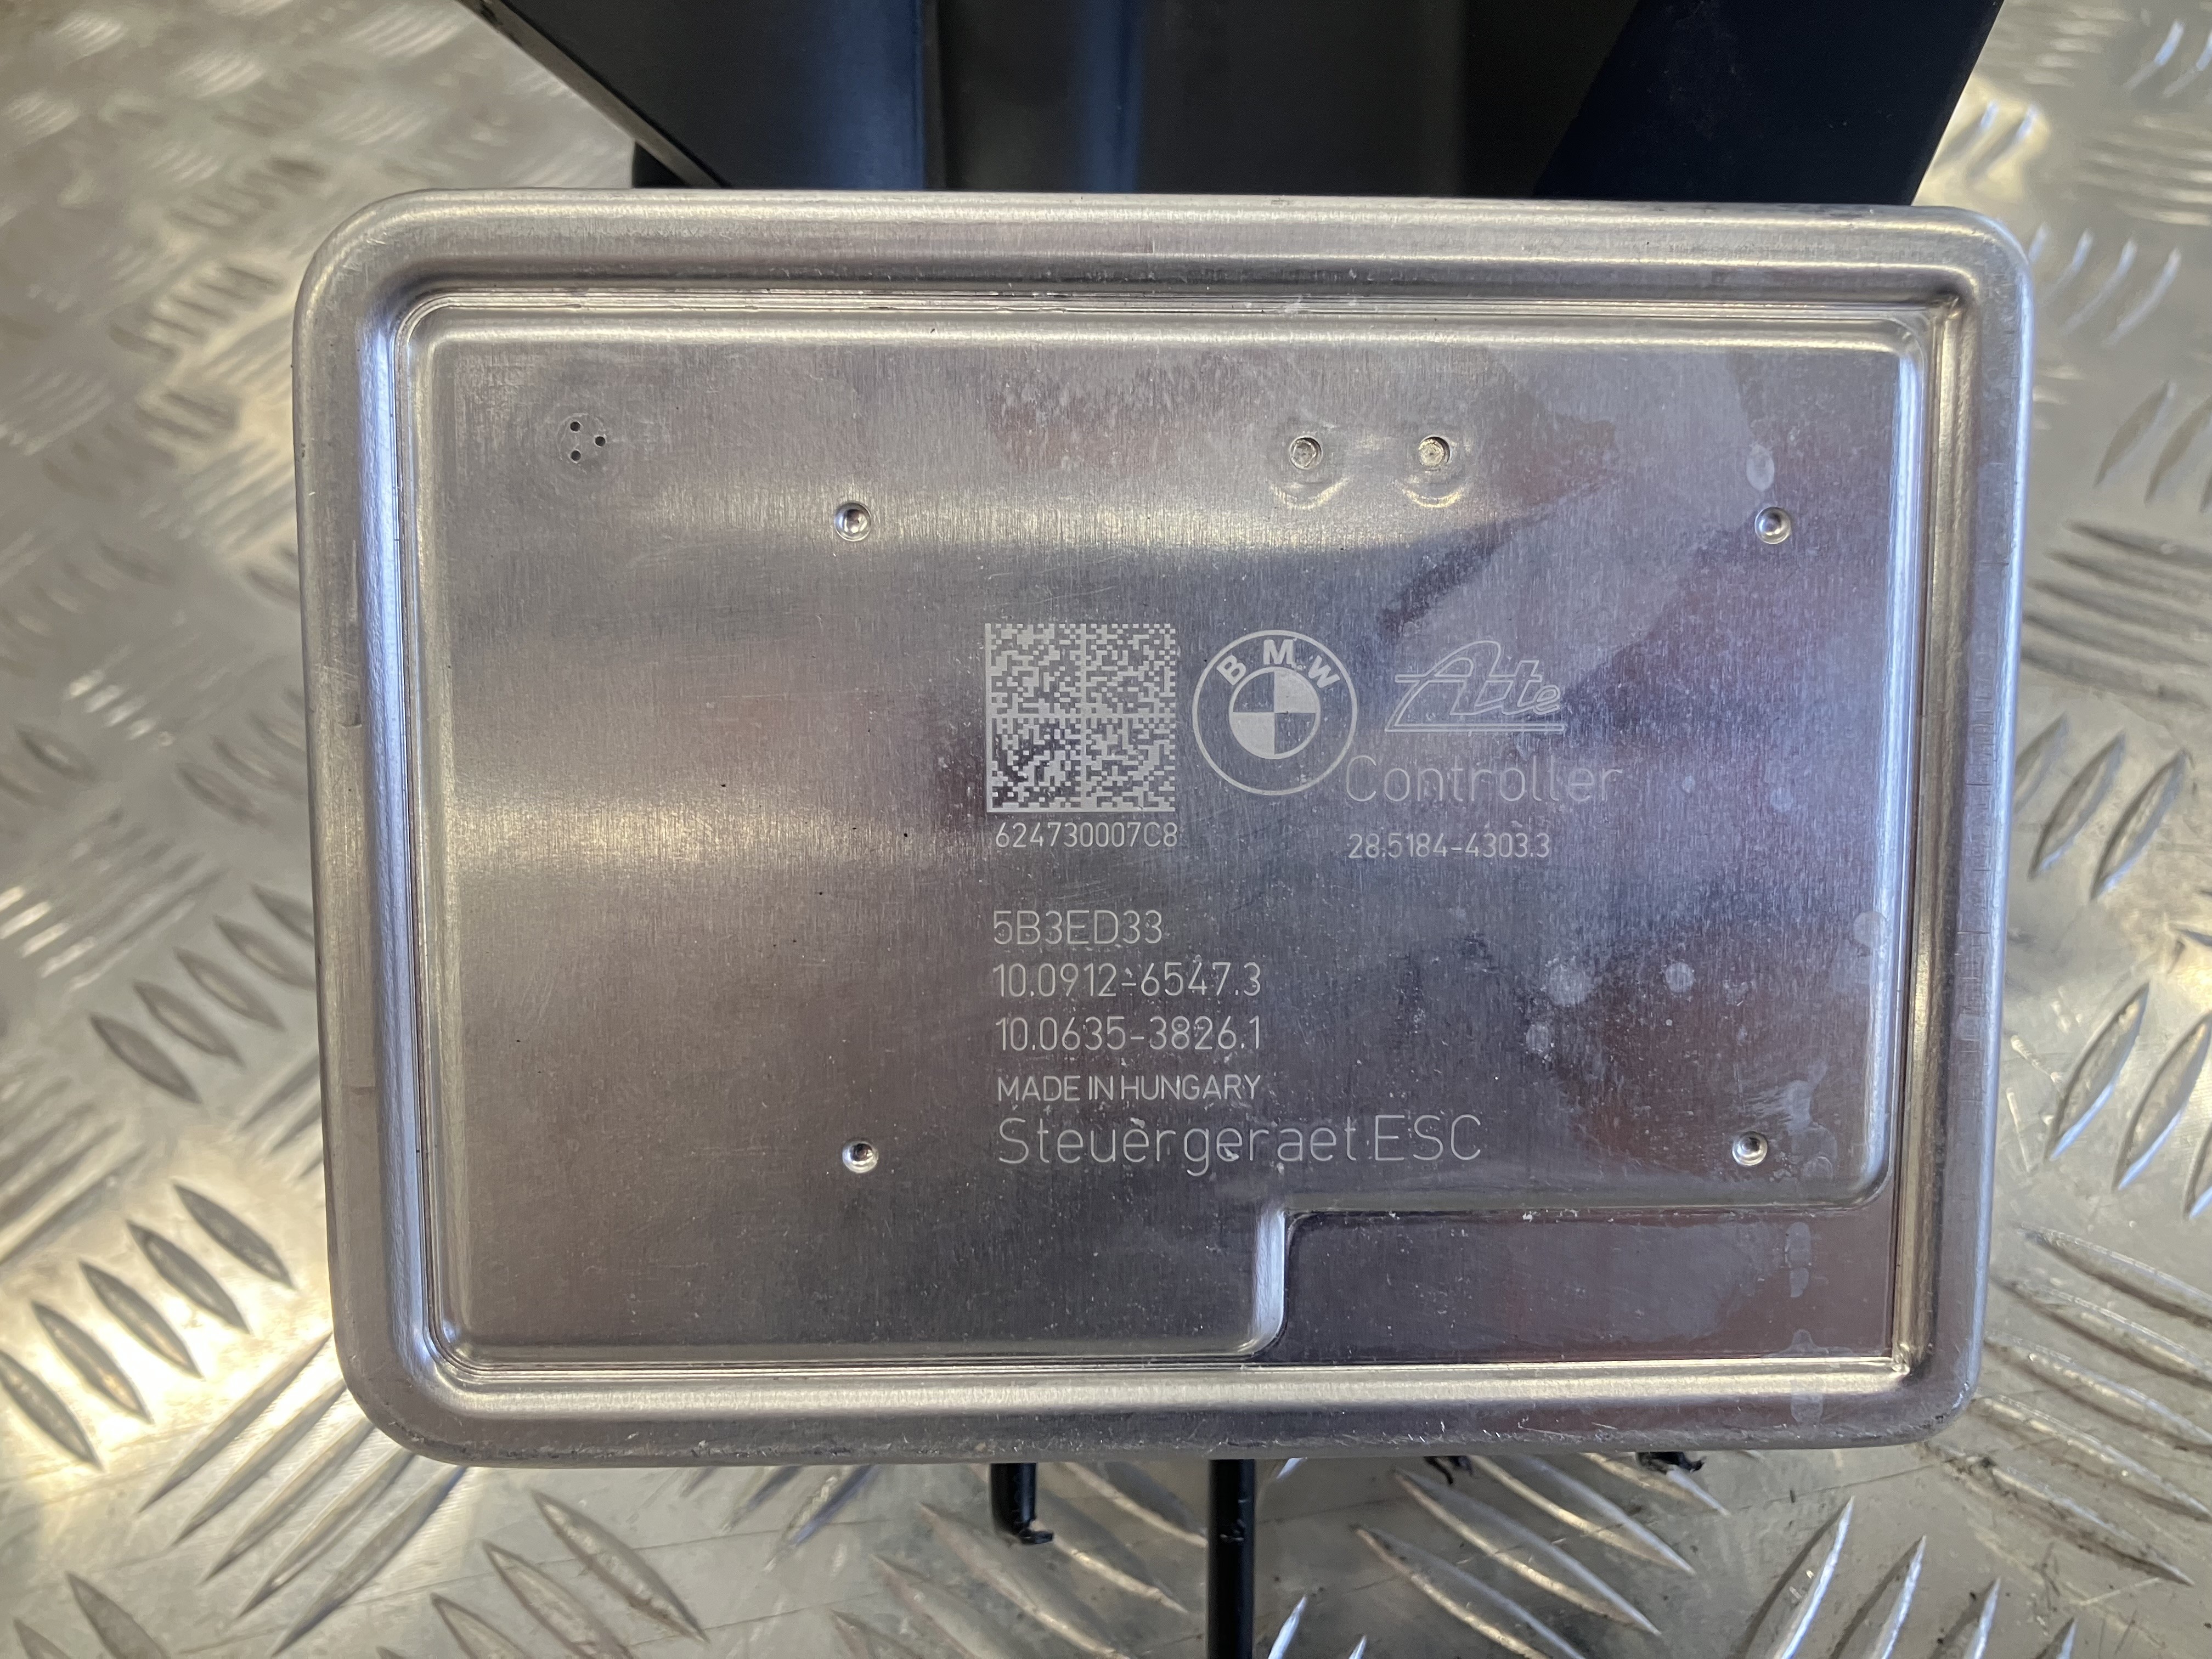 BMW
Ate
Controller
624730007C8
28.5184-4303.3
5B3ED33
10.0912-6547.3
10.0635-3826.1
MADE IN HUNGARY
Steuergeraet ESC